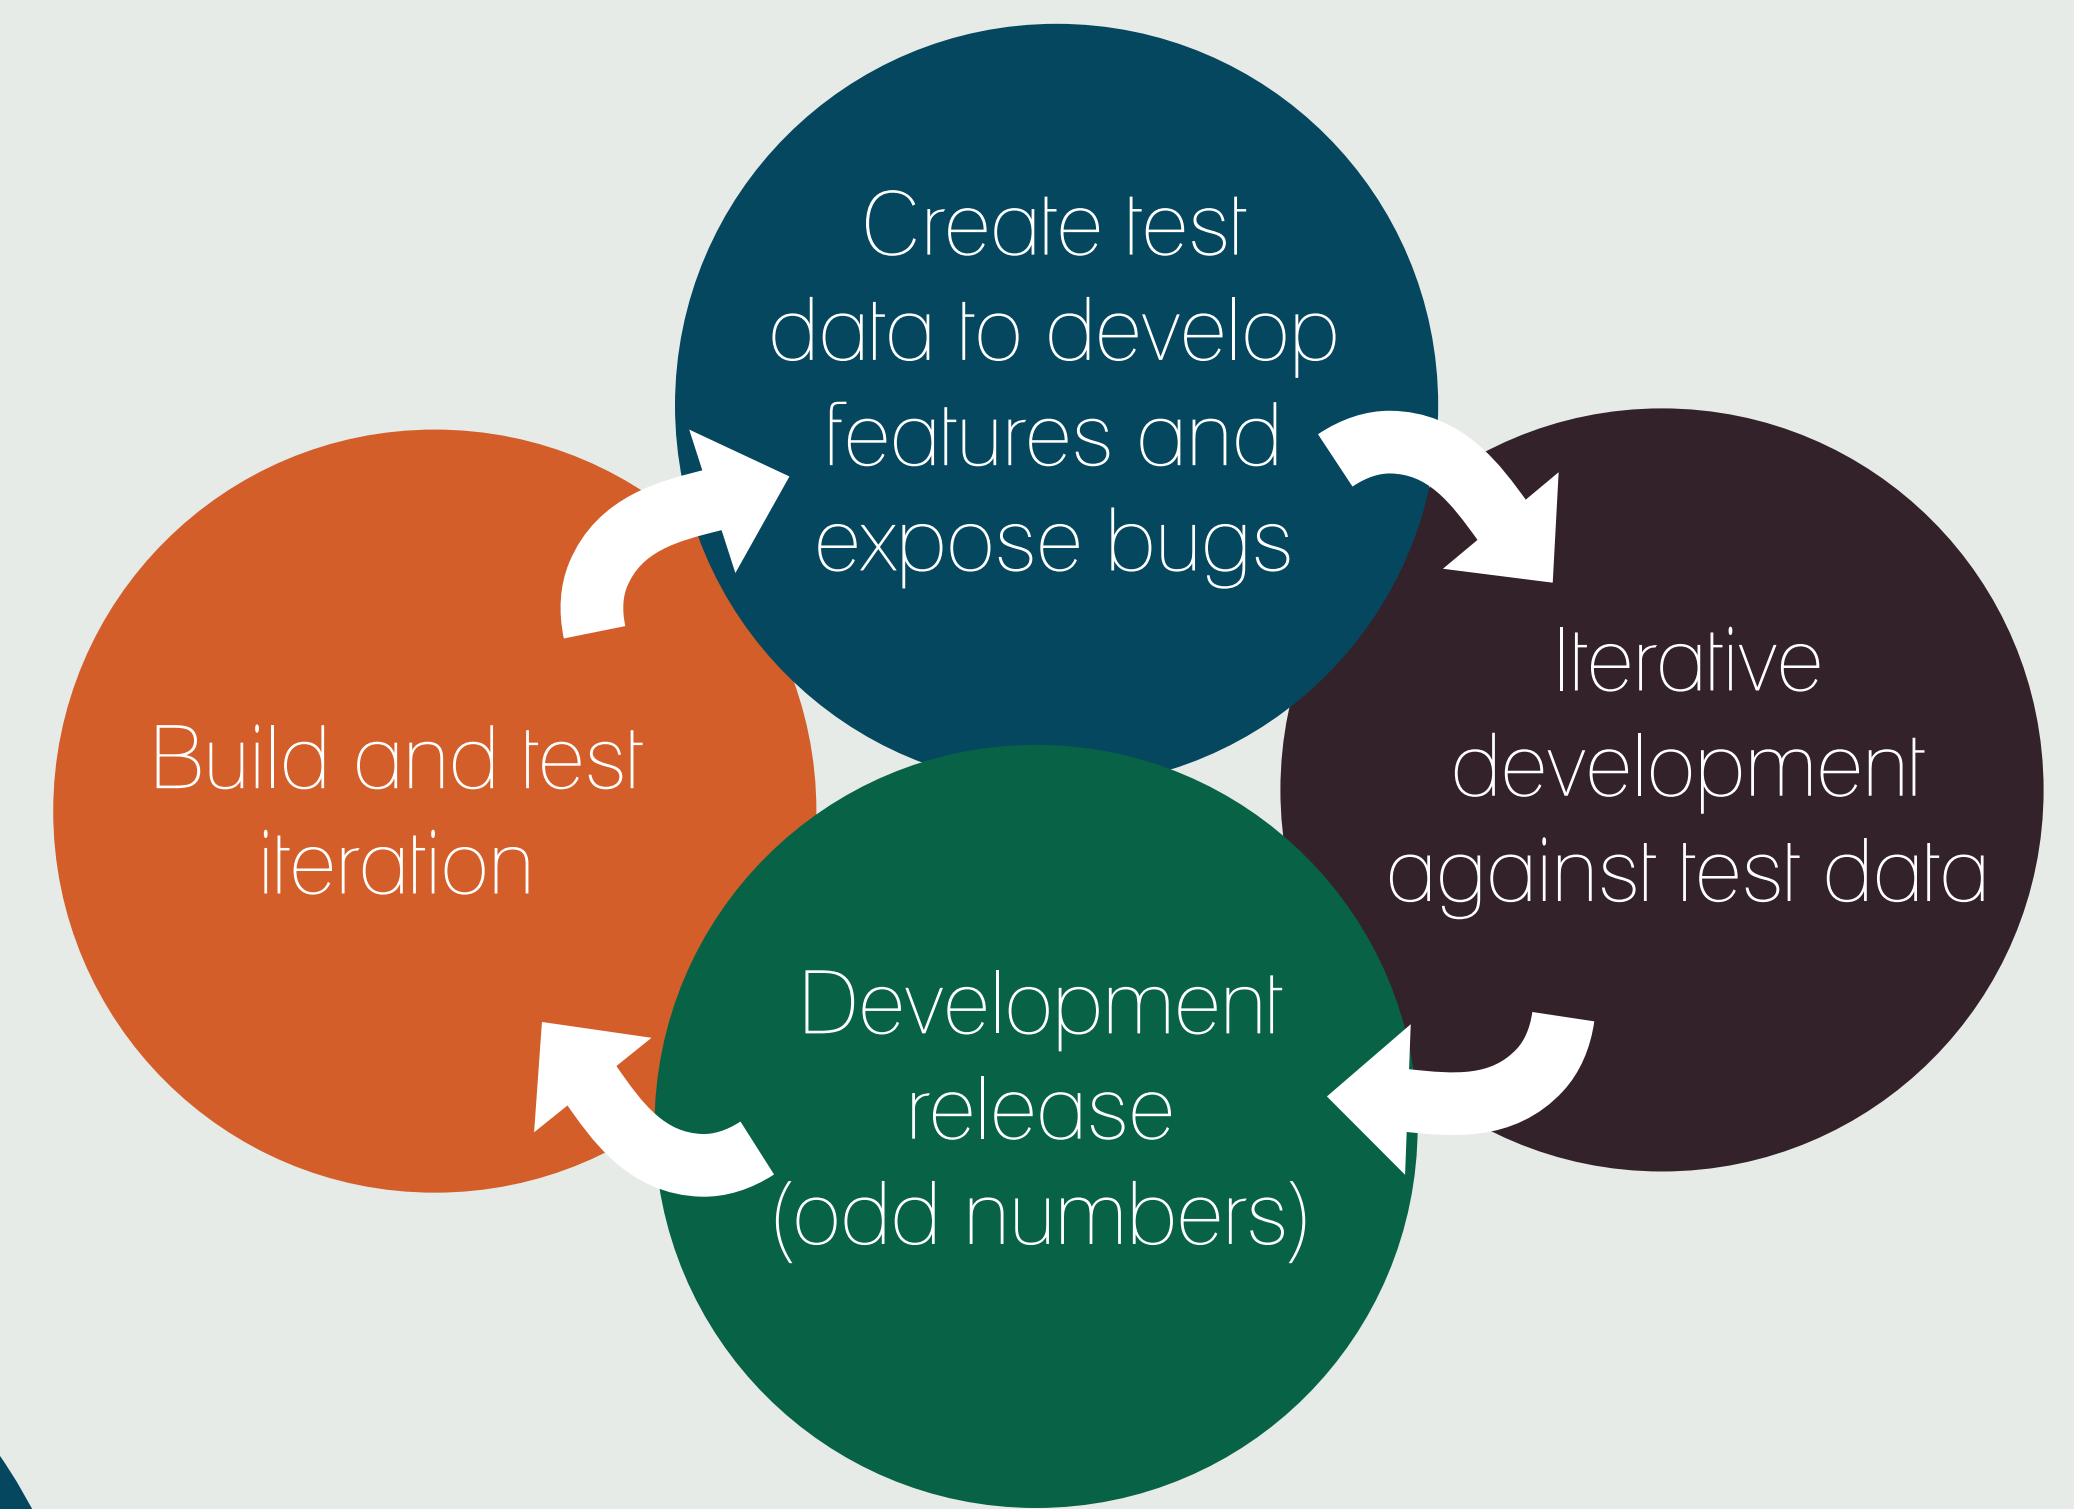 Create test
data to develop
features and
expose bugs
Iterative
development
against test data
Development
release
(odd numbers)
Build and test
iteration